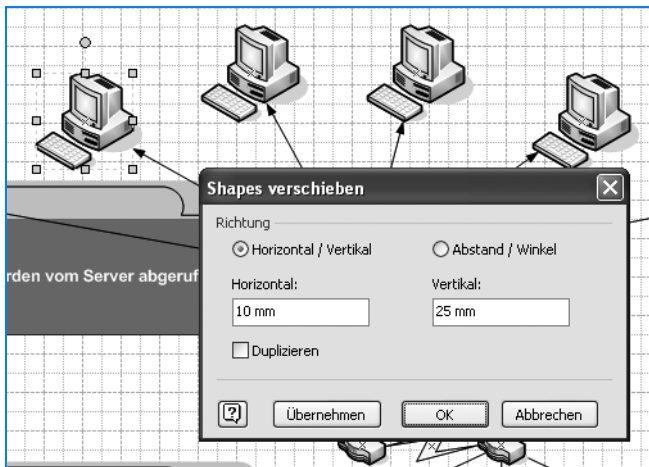 Shapes verschieben
Richtung
Horizontal / Vertikal
Abstand / Winkel
rden vom Server abgeruf
Horizontal:
Vertikal:
10 mm
25 mm
Duplizieren
Übernehmen
OK
Abbrechen